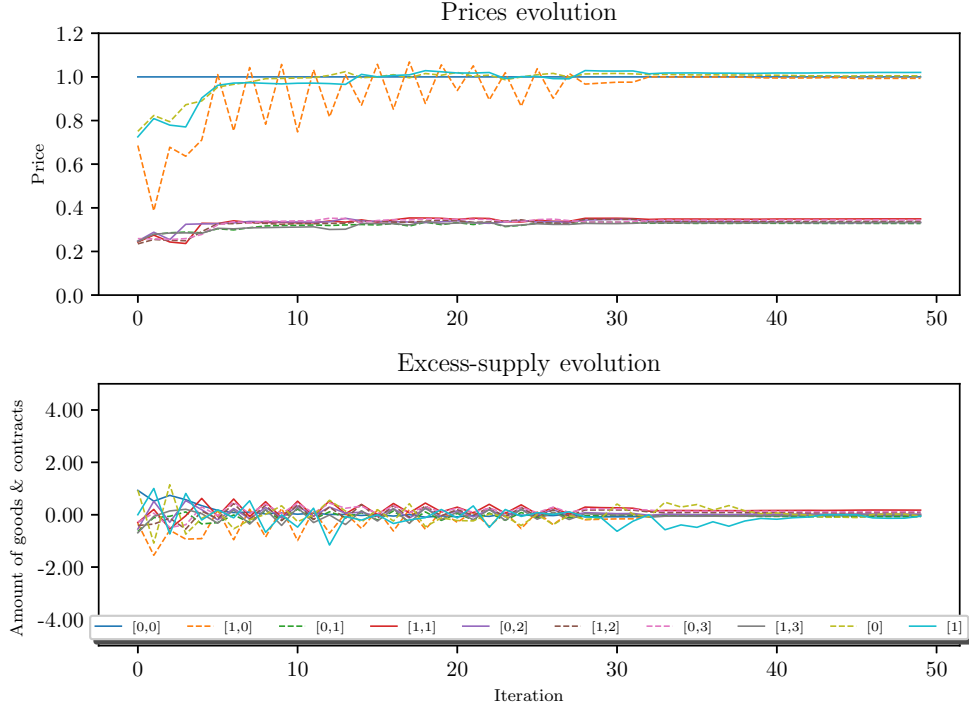 Prices evolution
1.2
1.0
0.8
0.6
0.4
0.2
0.0
Price
0 10 20 30 40 50
Excess-supply evolution
4.00
2.00
0.00
-2.00
-4.00
Amount of goods & contracts
[0,0] [1,0] [0,1] [1,1] [0,2] [1,2] [0,3] [1,3] [0] [1]
0 10 20 30 40 50
Iteration